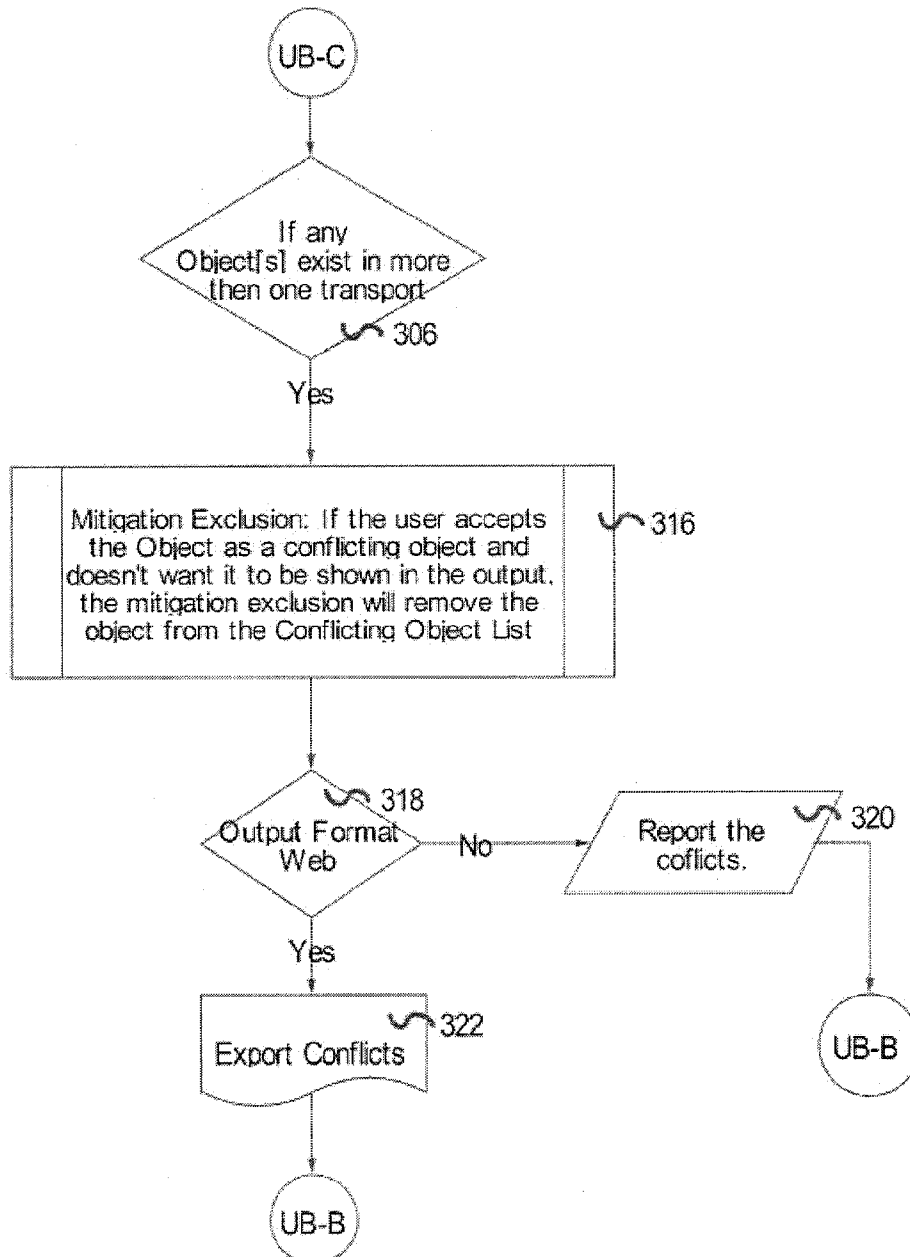 UB-C
If any
Object[s] exist in more
then one transport
306
Yes
Mitigation Exclusion: If the user accepts
the Object as a conflicting object and
doesn't want it to be shown in the output,
the mitigation exclusion will remove the
object from the Conflicting Object List
316
318
Output Format
Web
No
Report the
coflicts.
320
Yes
322
Export Conflicts
UB-B
UB-B